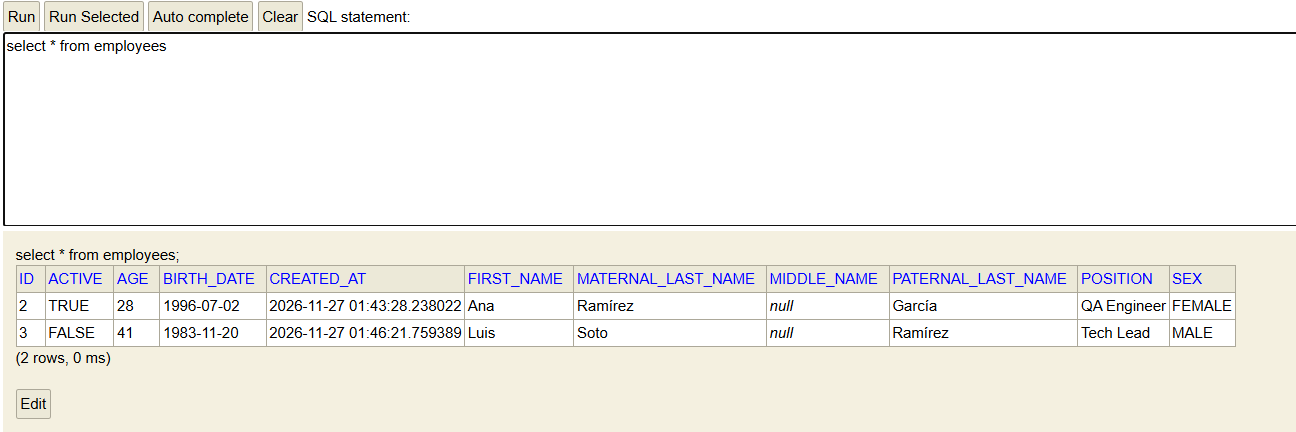 Run Run Selected Auto complete Clear SQL statement:
select * from employees
select * from employees;
ID ACTIVE AGE BIRTH_DATE CREATED_AT FIRST_NAME MATERNAL_LAST_NAME MIDDLE_NAME PATERNAL_LAST_NAME POSITION SEX
2 TRUE 28 1996-07-02 2026-11-27 01:43:28.238022 Ana Ramírez null García QA Engineer FEMALE
3 FALSE 41 1983-11-20 2026-11-27 01:46:21.759389 Luis Soto null Ramírez Tech Lead MALE
(2 rows, 0 ms)
Edit